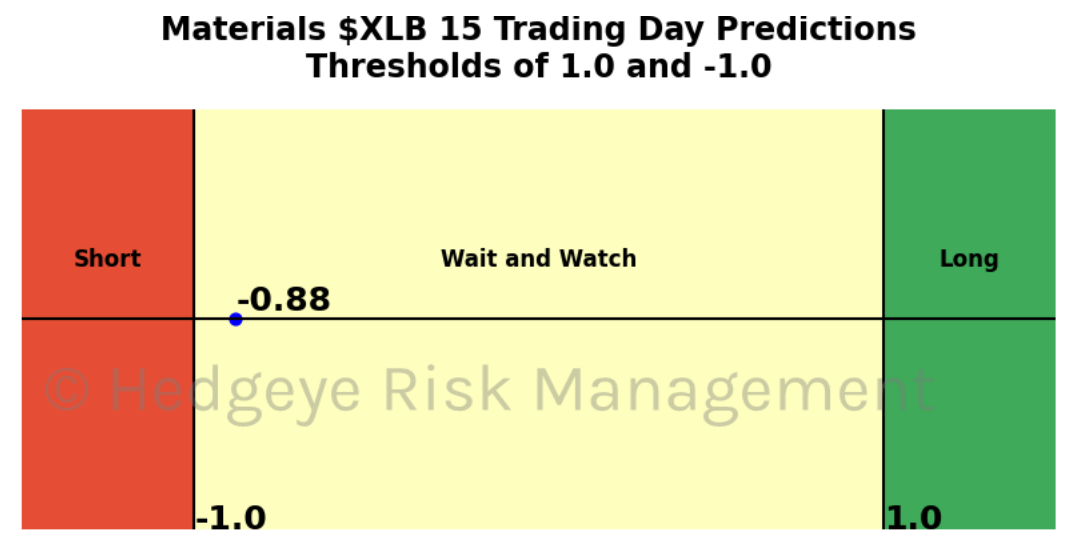 Materials $XLB 15 Trading Day Predictions
Thresholds of 1.0 and -1.0
Short
Wait and Watch
Long
-0.88
© Hedgeye Risk Management
-1.0
1.0